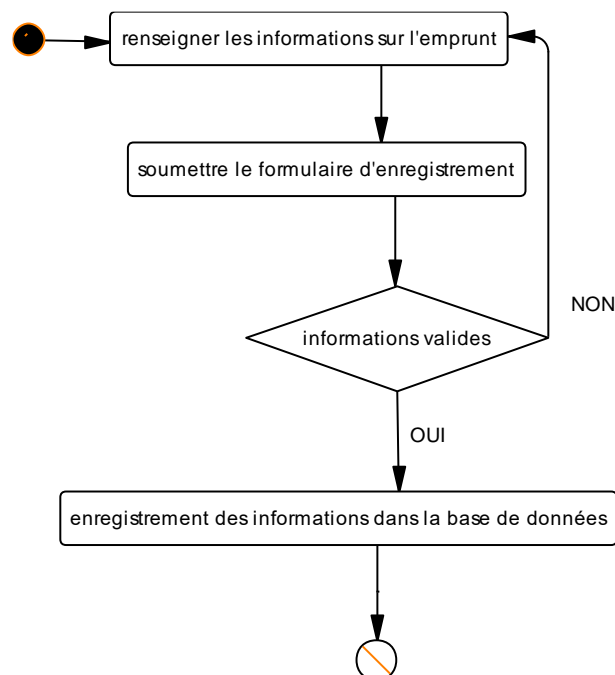 renseigner les informations sur l'emprunt
soumettre le formulaire d'enregistrement
informations valides
NON
OUI
enregistrement des informations dans la base de données